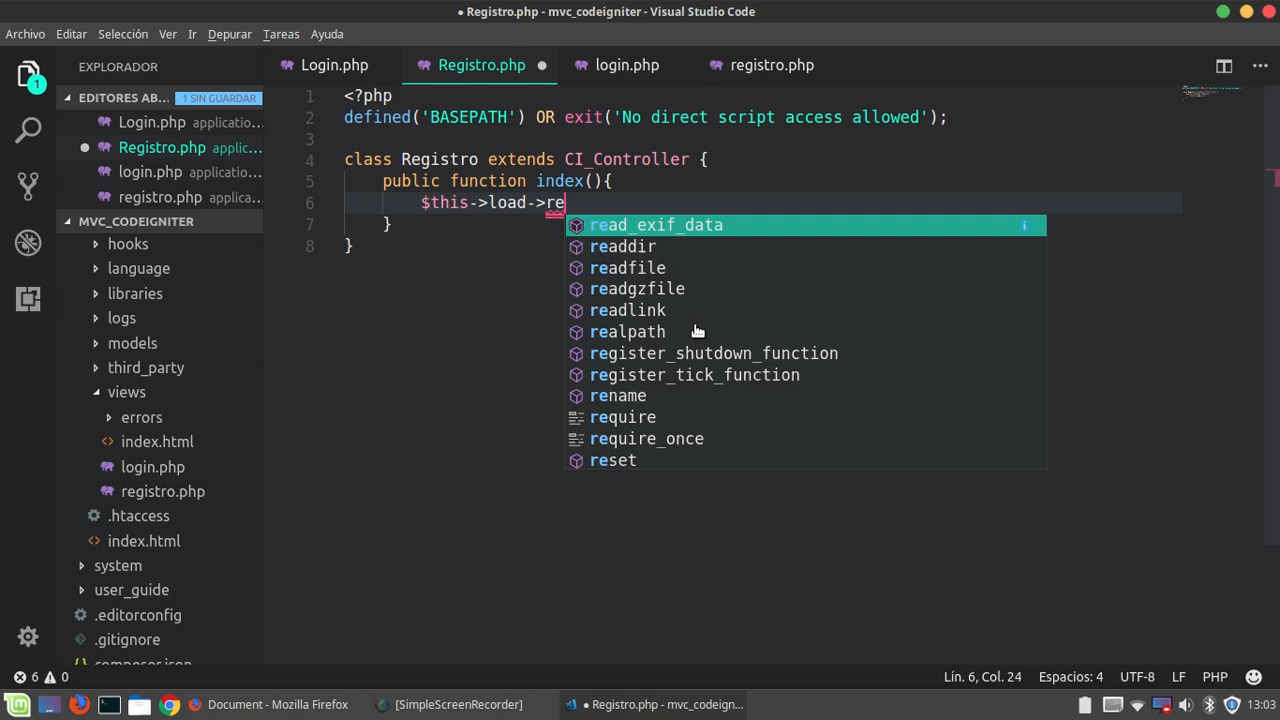 ● Registro.php - mvc_codeigniter - Visual Studio Code
Archivo Editar Selección Ver Ir Depurar Tareas Ayuda
EXPLORADOR
Login.php Registro.php login.php registro.php
EDITORES AB... 1 SIN GUARDAR
Login.php applicatio...
Registro.php applic...
login.php applicatio...
registro.php applica...
MVC_CODEIGNITER
hooks
language
libraries
logs
models
third_party
views
errors
index.html
login.php
registro.php
.htaccess
index.html
system
user_guide
.editorconfig
.gitignore
composer.json
1 <?php
2 defined('BASEPATH') OR exit('No direct script access allowed');
3
4 class Registro extends CI_Controller {
5 public function index(){
6 $this->load->re
7 }
8 }
read_exif_data
readdir
readfile
readgzfile
readlink
realpath
register_shutdown_function
register_tick_function
rename
require
require_once
reset
1
6 0 Lín. 6, Col. 24 Espacios: 4 UTF-8 LF PHP
Document - Mozilla Firefox [SimpleScreenRecorder] ● Registro.php - mvc_codeign... 13:03